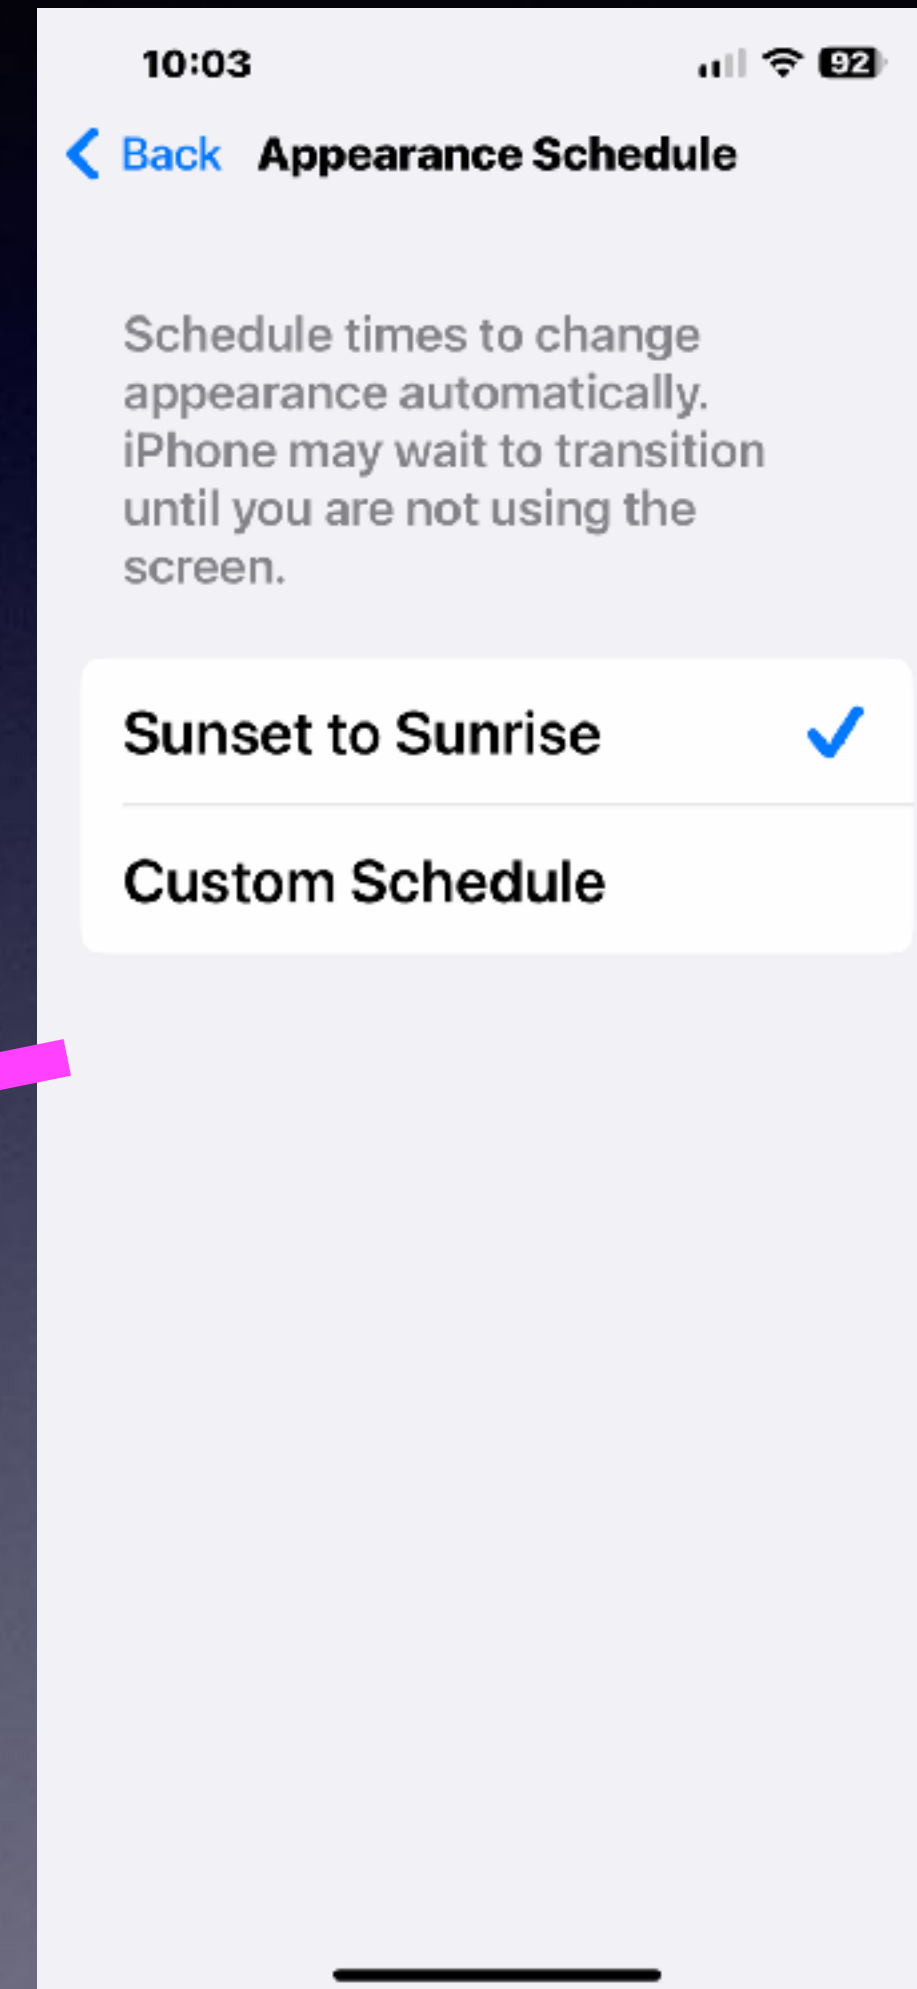 10:03 92
Back Appearance Schedule
Schedule times to change
appearance automatically.
iPhone may wait to transition
until you are not using the
screen.
Sunset to Sunrise
Custom Schedule